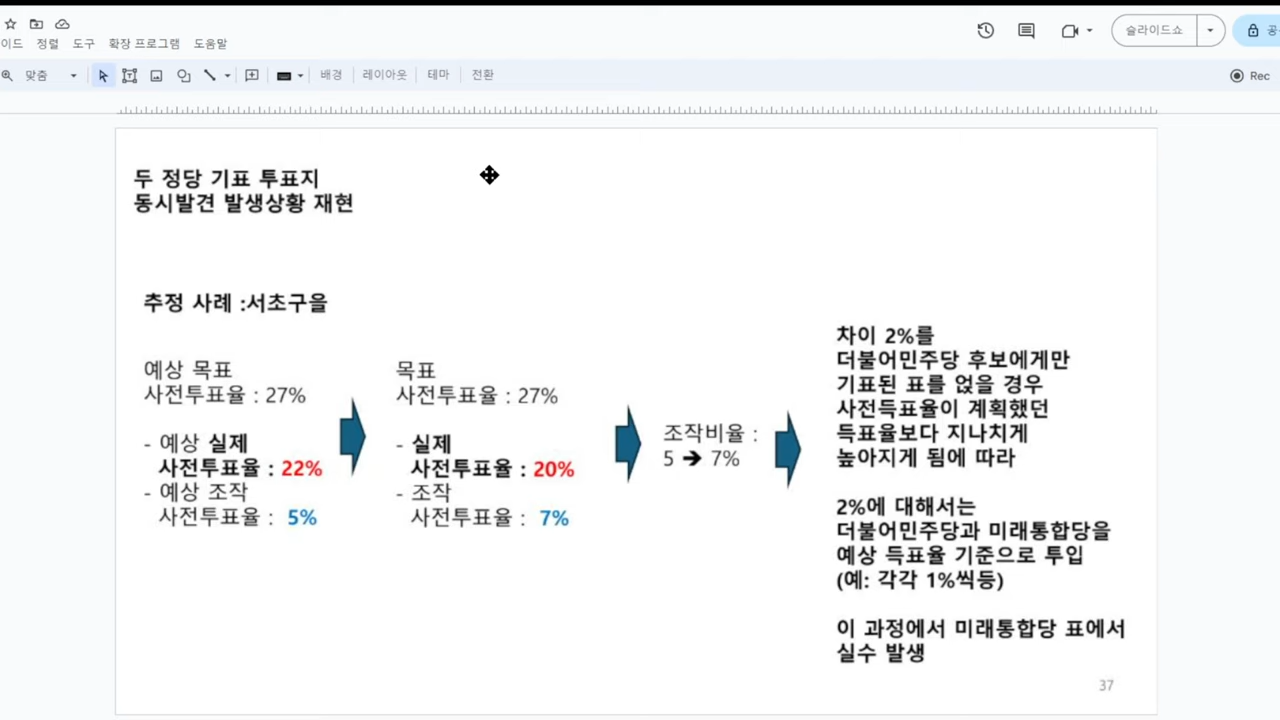 이드 정렬 도구 확장 프로그램 도움말
슬라이드쇼
맞춤 배경 레이아웃 테마 전환
Rec
두 정당 기표 투표지
동시발견 발생상황 재현
추정 사례 :서초구을
예상 목표
사전투표율 : 27%
- 예상 실제
사전투표율 : 22%
- 예상 조작
사전투표율 : 5%
목표
사전투표율 : 27%
- 실제
사전투표율 : 20%
- 조작
사전투표율 : 7%
조작비율 :
5 → 7%
차이 2%를
더불어민주당 후보에게만
기표된 표를 얹을 경우
사전득표율이 계획했던
득표율보다 지나치게
높아지게 됨에 따라
2%에 대해서는
더불어민주당과 미래통합당을
예상 득표율 기준으로 투입
(예: 각각 1%씩등)
이 과정에서 미래통합당 표에서
실수 발생
37